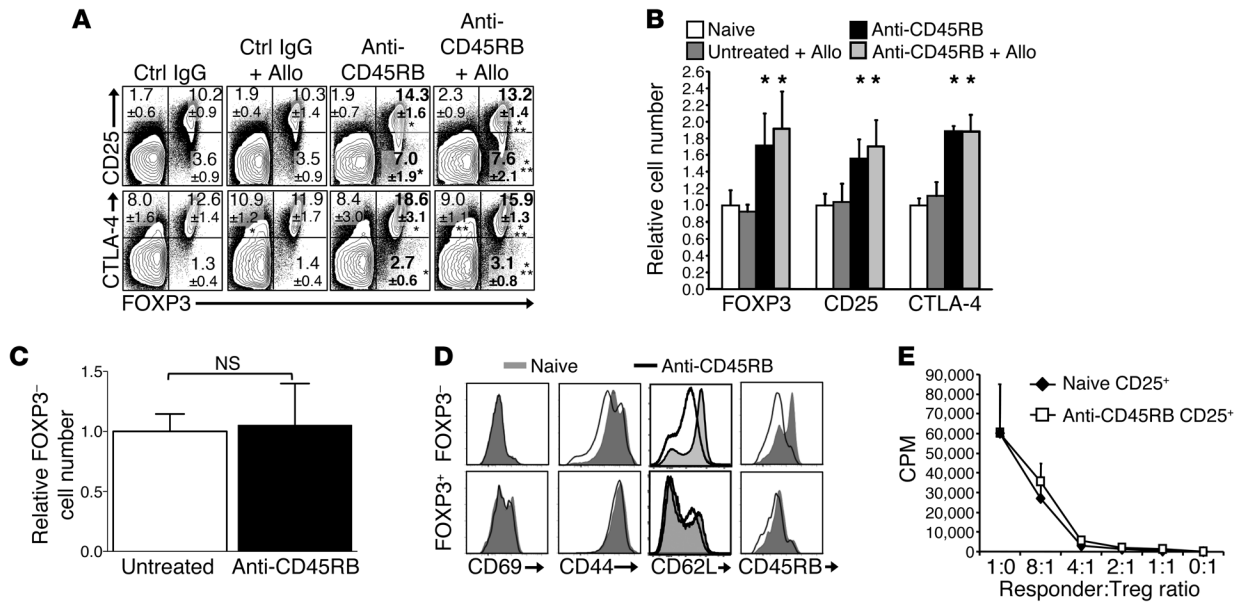 A
Ctrl IgG
Ctrl IgG
+ Allo
Anti-
CD45RB
Anti-
CD45RB
+ Allo
CD25
1.7
±0.6
10.2
±0.9
3.6
±0.9
1.9
±0.4
10.3
±1.4
3.5
±0.9
1.9
±0.7
14.3
±1.6
*
7.0
±1.9*
2.3
±0.9
13.2
±1.4
*
**
7.6
±2.1
*
**
CTLA-4
8.0
±1.6
12.6
±1.4
1.3
±0.4
10.9
±1.2
*
11.9
±1.7
1.4
±0.4
8.4
±3.0
18.6
±3.1
*
2.7
±0.6
*
9.0
±1.1
**
15.9
±1.3
*
**
3.1
±0.8
*
**
FOXP3
B
Naive
Anti-CD45RB
Untreated + Allo
Anti-CD45RB + Allo
Relative cell number
2.6
2.4
2.2
2.0
1.8
1.6
1.4
1.2
1.0
0.8
0.6
0.4
0.2
0.0
* * * * * *
FOXP3 CD25 CTLA-4
C
Relative FOXP3⁻
cell number
1.5
1.0
0.5
0.0
NS
Untreated Anti-CD45RB
D
Naive Anti-CD45RB
FOXP3⁻
FOXP3⁺
CD69 CD44 CD62L CD45RB
E
Naive CD25⁺
Anti-CD45RB CD25⁺
CPM
90,000
80,000
70,000
60,000
50,000
40,000
30,000
20,000
10,000
0
1:0 8:1 4:1 2:1 1:1 0:1
Responder:Treg ratio